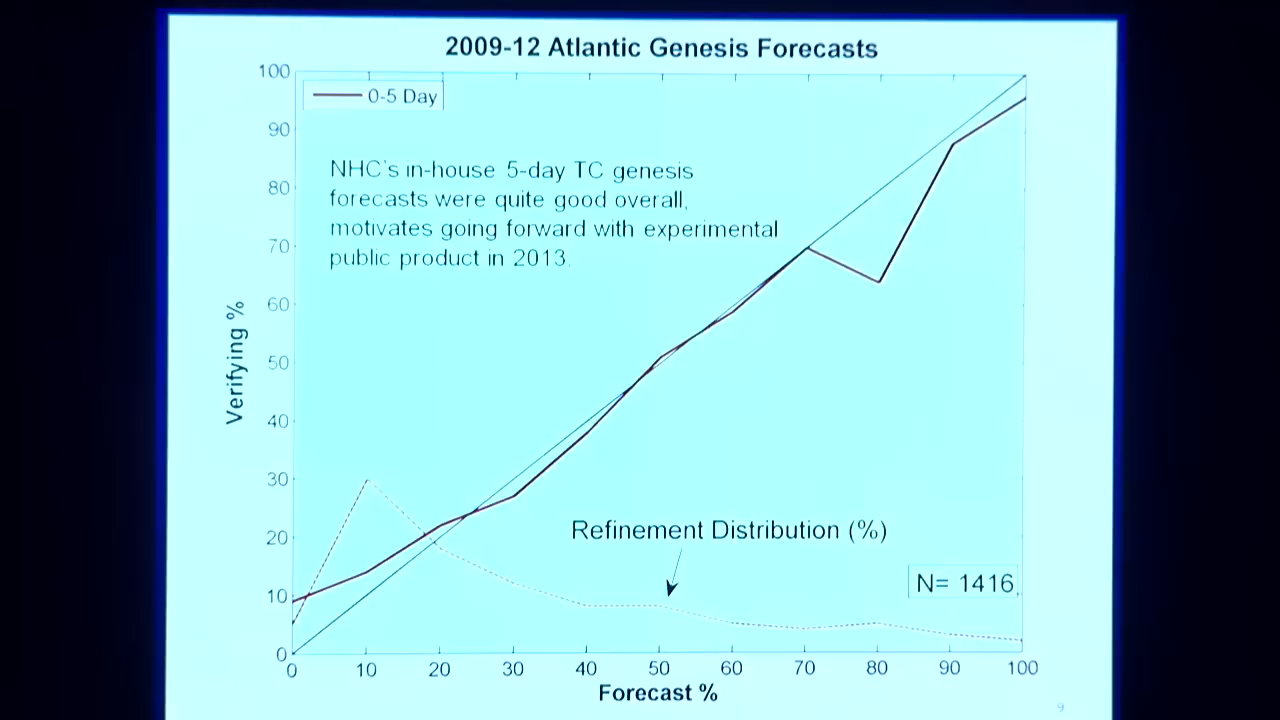 2009-12 Atlantic Genesis Forecasts
0-5 Day
NHC's in-house 5-day TC genesis
forecasts were quite good overall,
motivates going forward with experimental
public product in 2013.
Verifying %
100
90
80
70
60
50
40
30
20
10
0
Refinement Distribution (%)
N= 1416
0 10 20 30 40 50 60 70 80 90 100
Forecast %
9